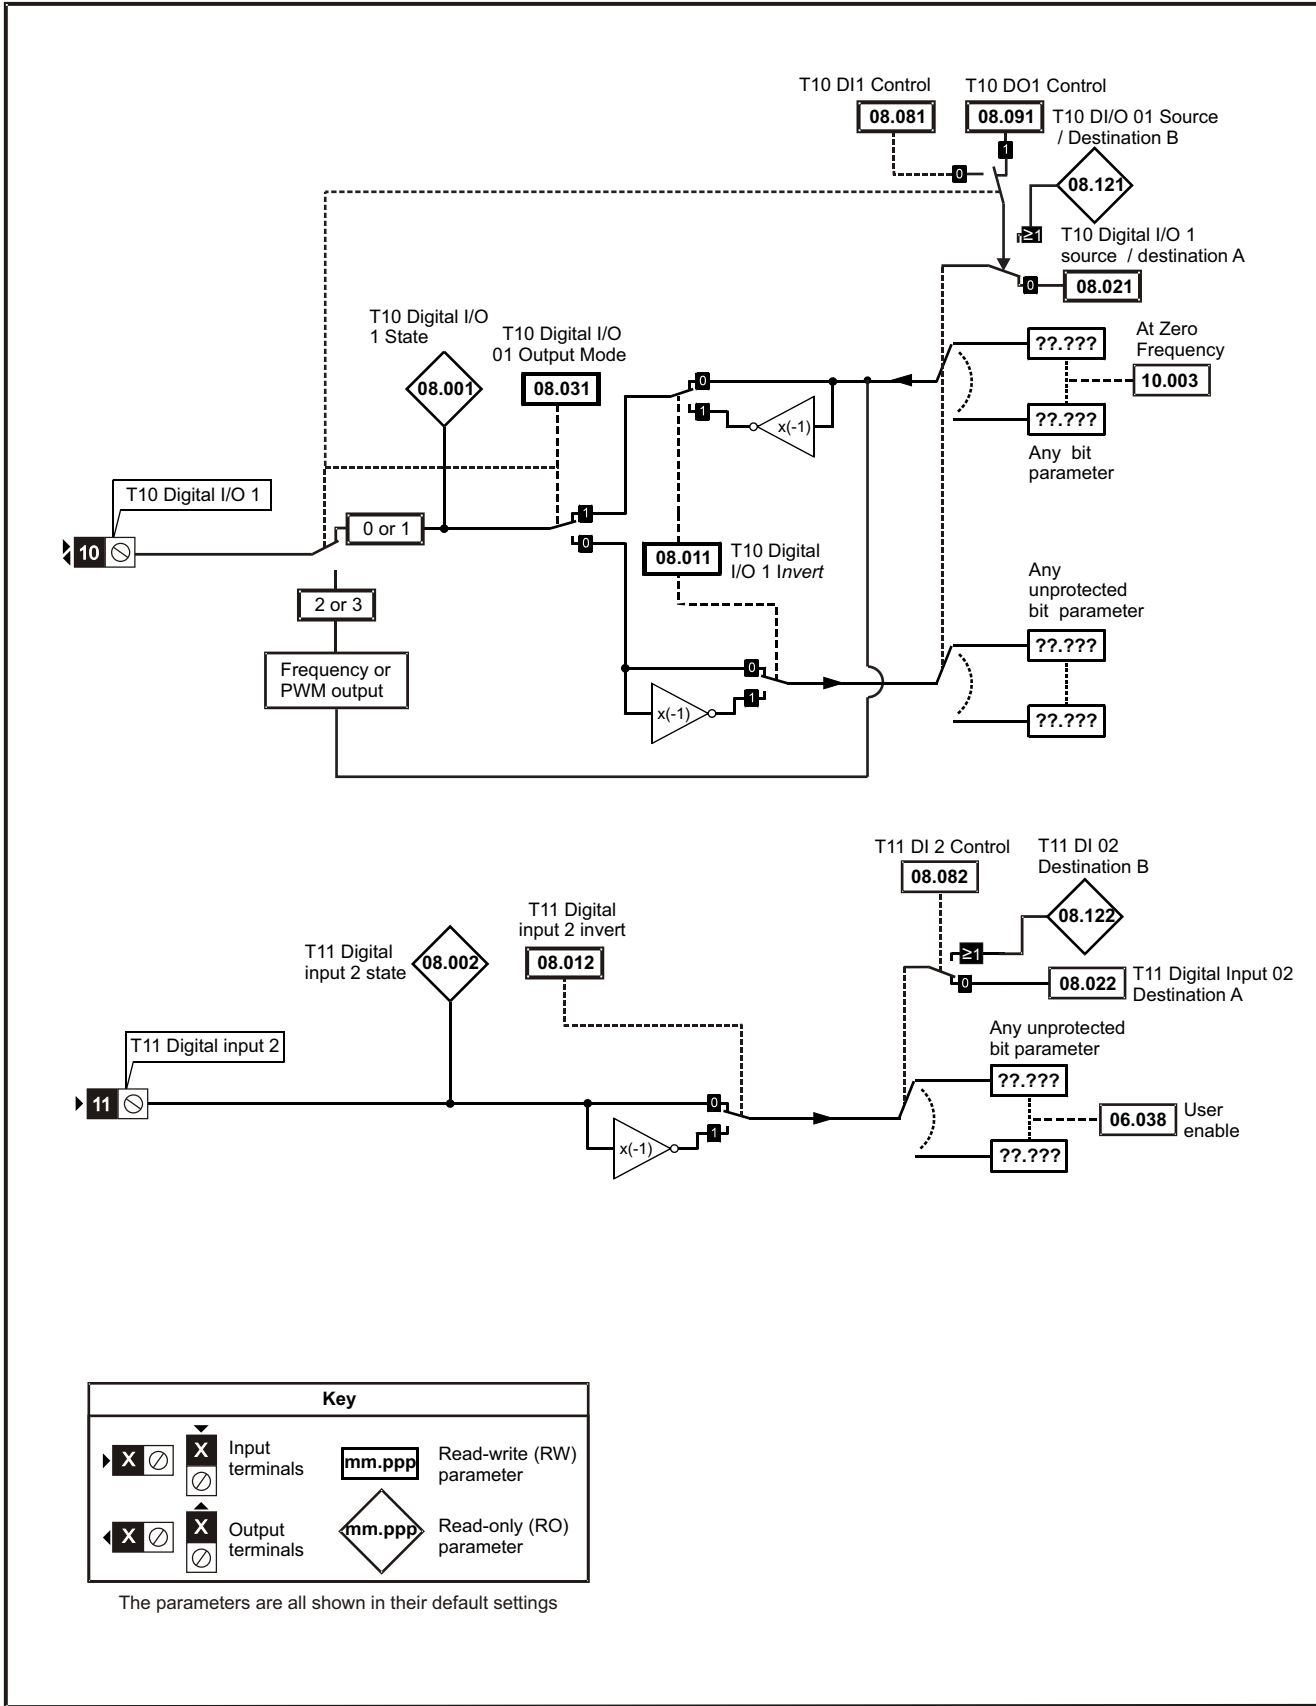 T10 DI1 Control
T10 DO1 Control
08.081
08.091
T10 DI/O 01 Source
/ Destination B
1
0
08.121
≥1
T10 Digital I/O 1
source / destination A
0
08.021
T10 Digital I/O
1 State
T10 Digital I/O
01 Output Mode
08.001
08.031
0
1
x(-1)
??.???
At Zero
Frequency
10.003
??.???
Any bit
parameter
T10 Digital I/O 1
10
0 or 1
1
0
08.011
T10 Digital
I/O 1 Invert
2 or 3
Frequency or
PWM output
0
1
x(-1)
Any
unprotected
bit parameter
??.???
??.???
T11 DI 2 Control
08.082
T11 DI 02
Destination B
08.122
≥1
0
08.022
T11 Digital Input 02
Destination A
T11 Digital
input 2 state
08.002
T11 Digital
input 2 invert
08.012
T11 Digital input 2
11
0
1
x(-1)
Any unprotected
bit parameter
??.???
06.038
User
enable
??.???
Key
X
X
Input
terminals
mm.ppp
Read-write (RW)
parameter
X
X
Output
terminals
mm.ppp
Read-only (RO)
parameter
The parameters are all shown in their default settings